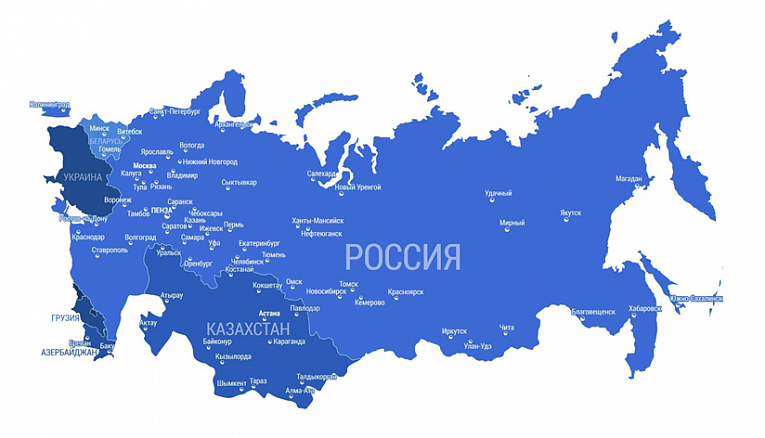 Калининград
Санкт-Петербург
Архангельск
Минск
Витебск
БЕЛАРУСЬ
Гомель
Вологда
Ярославль
Нижний Новгород
Москва
Калуга
Владимир
Тула
Рязань
УКРАИНА
Сыктывкар
Салехард
Новый Уренгой
Удачный
Магадан
Воронеж
Саранск
ПЕНЗА
Тамбов
Чебоксары
Ростов-на-Дону
Казань
Саратов
Ижевск
Пермь
Ханты-Мансийск
Нефтеюганск
Мирный
Якутск
Краснодар
Волгоград
Самара
Уфа
Екатеринбург
Ставрополь
Уральск
Оренбург
Челябинск
Тюмень
РОССИЯ
Костанай
Кокшетау
Омск
Новосибирск
Томск
Кемерово
Красноярск
Южно-Сахалинск
Атырау
Астана
Павлодар
Благовещенск
Хабаровск
ГРУЗИЯ
Актау
КАЗАХСТАН
Иркутск
Чита
Улан-Удэ
Ереван
Баку
АЗЕРБАЙДЖАН
Байконур
Караганда
Кызылорда
Шымкент
Тараз
Талдыкорган
Алма-Ата